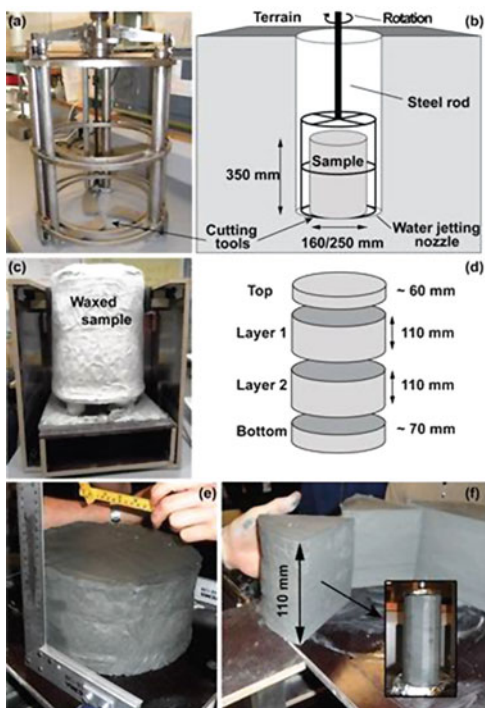 (a)
Terrain
Rotation
(b)
Steel rod
Sample
350 mm
Cutting
tools
160/250 mm
Water jetting
nozzle
(c)
Waxed
sample
(d)
Top
~ 60 mm
Layer 1
110 mm
Layer 2
110 mm
Bottom
~ 70 mm
(e)
(f)
110 mm